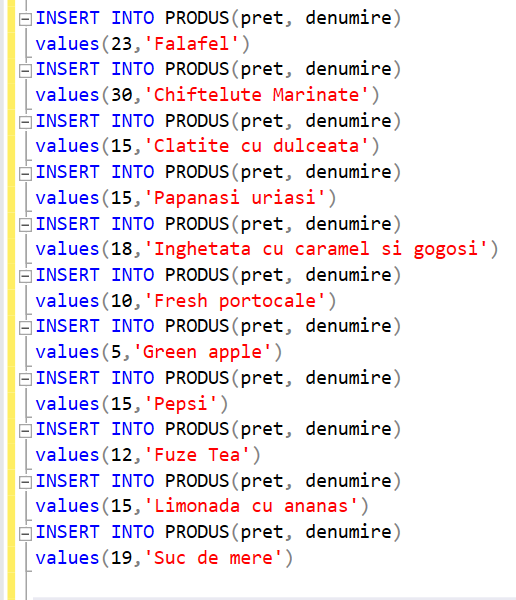 INSERT INTO PRODUS(pret, denumire)
values(23,'Falafel')
INSERT INTO PRODUS(pret, denumire)
values(30,'Chiftelute Marinate')
INSERT INTO PRODUS(pret, denumire)
values(15,'Clatite cu dulceata')
INSERT INTO PRODUS(pret, denumire)
values(15,'Papanasi uriasi')
INSERT INTO PRODUS(pret, denumire)
values(18,'Inghetata cu caramel si gogosi')
INSERT INTO PRODUS(pret, denumire)
values(10,'Fresh portocale')
INSERT INTO PRODUS(pret, denumire)
values(5,'Green apple')
INSERT INTO PRODUS(pret, denumire)
values(15,'Pepsi')
INSERT INTO PRODUS(pret, denumire)
values(12,'Fuze Tea')
INSERT INTO PRODUS(pret, denumire)
values(15,'Limonada cu ananas')
INSERT INTO PRODUS(pret, denumire)
values(19,'Suc de mere')